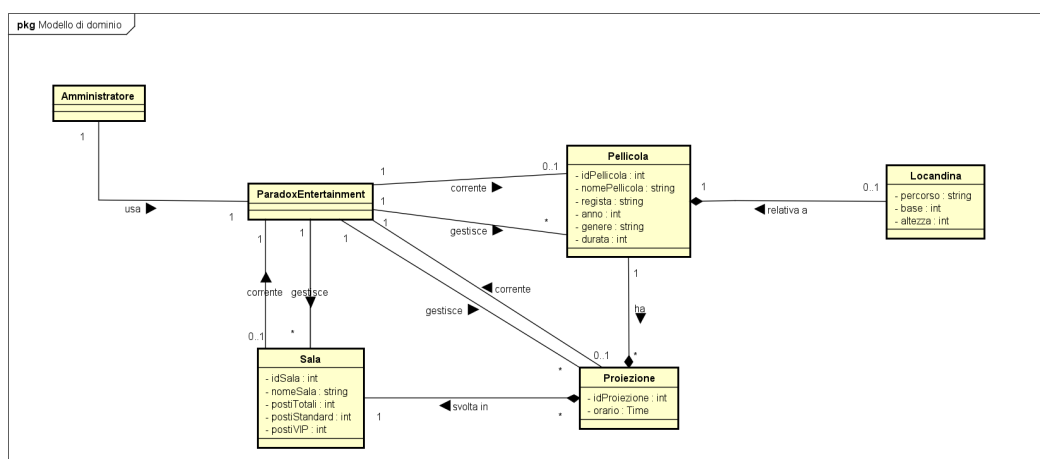 pkg Modello di dominio
Amministratore
1
usa
1
ParadoxEntertainment
1
corrente
0..1
1
gestisce
*
Pellicola
- idPellicola : int
- nomePellicola : string
- regista : string
- anno : int
- genere : string
- durata : int
1
relativa a
0..1
Locandina
- percorso : string
- base : int
- altezza : int
1
corrente
0..1
1
gestisce
*
1
gestisce
*
1
corrente
0..1
1
ha
*
Sala
- idSala : int
- nomeSala : string
- postiTotali : int
- postiStandard : int
- postiVIP : int
1
svolta in
*
Proiezione
- idProiezione : int
- orario : Time